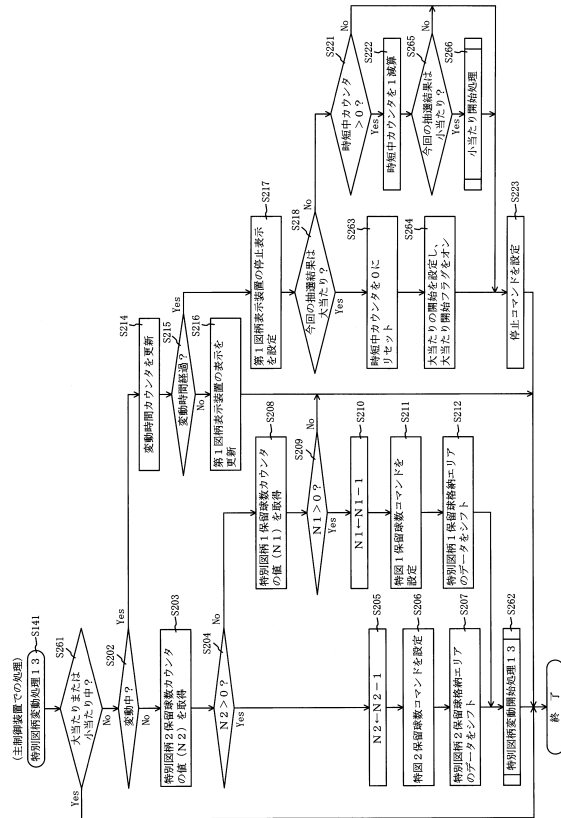 (主制御装置での処理)
特別図柄変動処理13
S141
S261
大当たりまたは
小当たり中？
Yes
No
S202
変動中？
Yes
No
S203
特別図柄2保留球数カウンタ
の値(N2)を取得
S204
N2＞0？
No
Yes
S205
N2←N2－1
S206
特図2保留球数コマンドを設定
S207
特別図柄2保留球格納エリア
のデータをシフト
S262
特別図柄変動開始処理13
終了
S208
特別図柄1保留球数カウンタ
の値(N1)を取得
S209
N1＞0？
No
Yes
S210
N1←N1－1
S211
特図1保留球数コマンドを
設定
S212
特別図柄1保留球格納エリア
のデータをシフト
S214
変動時間カウンタを更新
S215
変動時間経過？
Yes
No
S216
第1図柄表示装置の表示を
更新
S217
第1図柄表示装置の停止表示
を設定
S218
今回の抽選結果は
大当たり？
No
Yes
S263
時短中カウンタを0に
リセット
S264
大当たりの開始を設定し、
大当たり開始フラグをオン
S221
時短中カウンタ
＞0？
No
Yes
S222
時短中カウンタを1減算
S265
今回の抽選結果は
小当たり？
No
Yes
S266
小当たり開始処理
S223
停止コマンドを設定